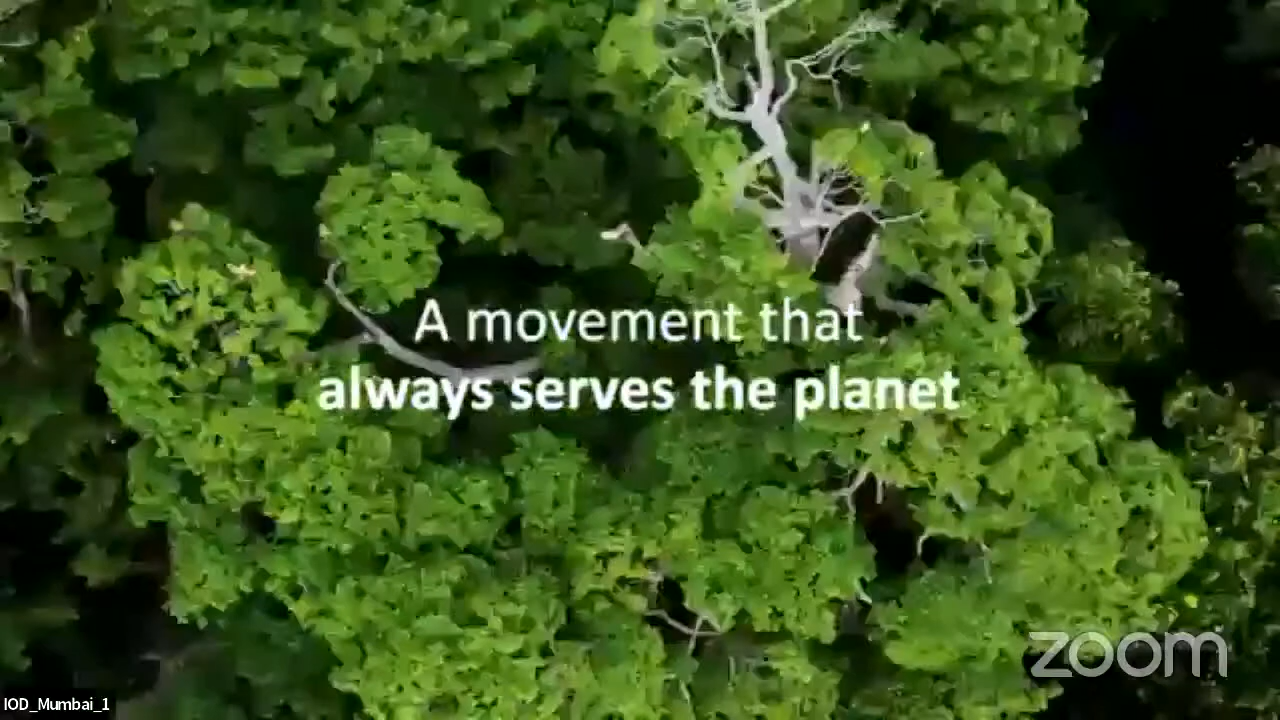 A movement that
always serves the planet
zoom
IOD_Mumbai_1